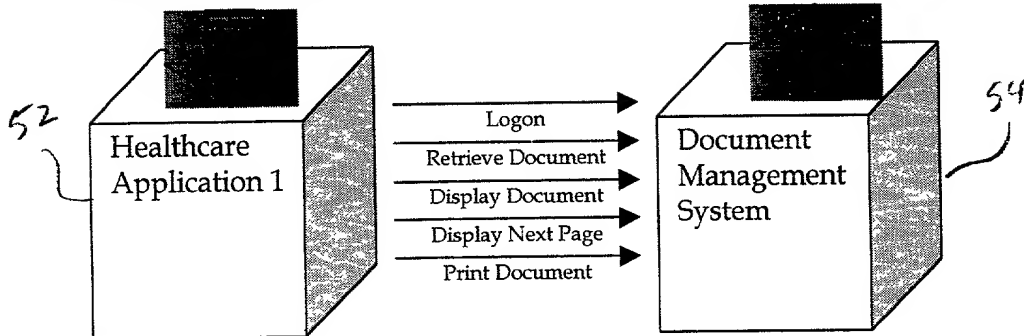 52
Healthcare
Application 1
Logon
Retrieve Document
Display Document
Display Next Page
Print Document
Document
Management
System
54